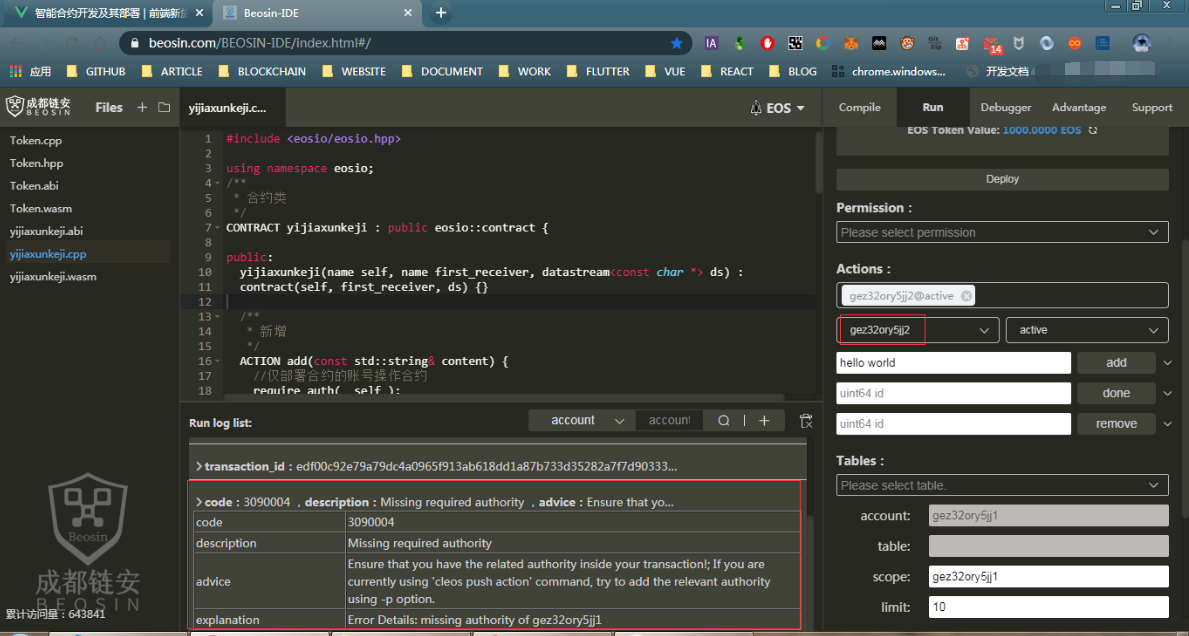 智能合约开发及其部署 | 前端新旅
Beosin-IDE
beosin.com/BEOSIN-IDE/index.html#/
IA
14
应用 GITHUB ARTICLE BLOCKCHAIN WEBSITE DOCUMENT WORK FLUTTER VUE REACT BLOG chrome.windows... 开发文档
成都链安 BEOSIN Files yijiaxunkeji.c... EOS Compile Run Debugger Advantage Support
Token.cpp
Token.hpp
Token.abi
Token.wasm
yijiaxunkeji.abi
yijiaxunkeji.cpp
yijiaxunkeji.wasm
1 #include <eosio/eosio.hpp>
2
3 using namespace eosio;
4 /**
5 * 合约类
6 */
7 CONTRACT yijiaxunkeji : public eosio::contract {
8
9 public:
10 yijiaxunkeji(name self, name first_receiver, datastream<const char *> ds) :
11 contract(self, first_receiver, ds) {}
12
13 /**
14 * 新增
15 */
16 ACTION add(const std::string& content) {
17 //仅部署合约的账号操作合约
18 require_auth( _self );
Run log list: account account
transaction_id : edf00c92e79a79dc4a0965f913ab618dd1a87b733d35282a7f7d90333...
code : 3090004 , description : Missing required authority , advice : Ensure that yo...
code 3090004
description Missing required authority
advice Ensure that you have the related authority inside your transaction!; If you are
currently using 'cleos push action' command, try to add the relevant authority
using -p option.
explanation Error Details: missing authority of gez32ory5jj1
Beosin
成都链安
BEOSIN
累计访问量 : 643841
EOS Token Value: 1000.0000 EOS
Deploy
Permission :
Please select permission
Actions :
gez32ory5jj2@active
gez32ory5jj2 active
hello world add
uint64 id done
uint64 id remove
Tables :
Please select table.
account: gez32ory5jj1
table:
scope: gez32ory5jj1
limit: 10